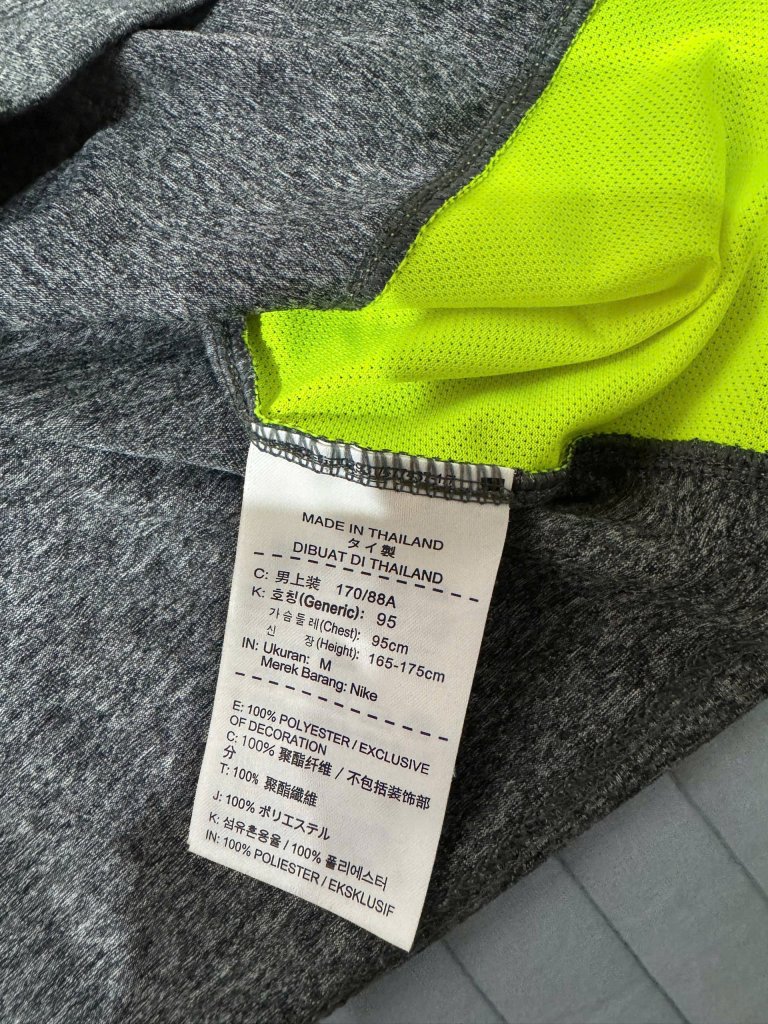 MADE IN THAILAND
タイ製
DIBUAT DI THAILAND
C: 男上装 170/88A
K: 호칭(Generic): 95
가슴둘레(Chest): 95cm
신 장(Height): 165-175cm
IN: Ukuran: M
Merek Barang: Nike
E: 100% POLYESTER / EXCLUSIVE
OF DECORATION
C: 100% 聚酯纤维 / 不包括装饰部
分
T: 100% 聚酯纖維
J: 100% ポリエステル
K: 섬유혼용율 / 100% 폴리에스터
IN: 100% POLIESTER / EKSKLUSIF